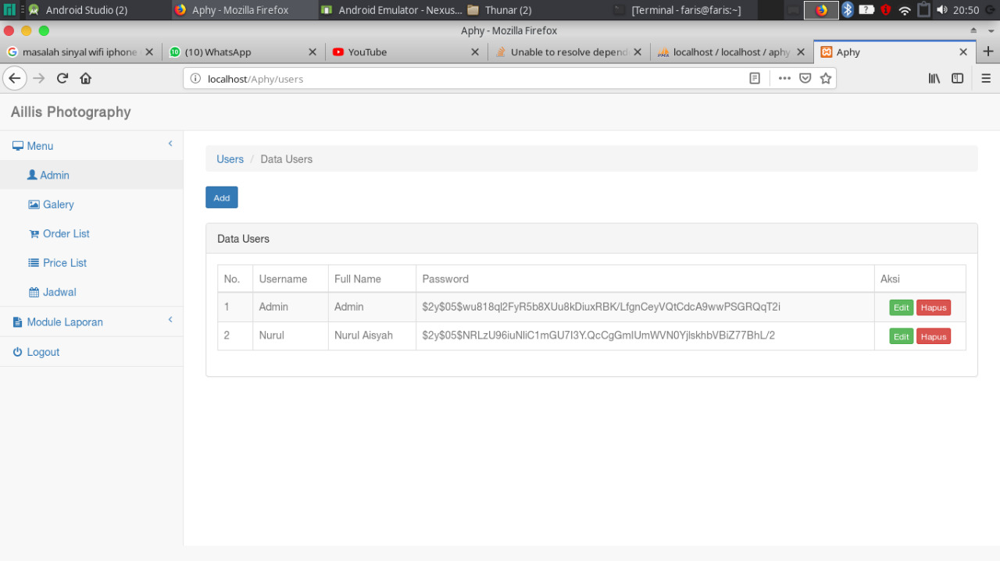 Android Studio (2)
Aphy - Mozilla Firefox
Android Emulator - Nexus...
Thunar (2)
[Terminal - faris@faris:~]
20:50
Aphy - Mozilla Firefox
masalah sinyal wifi iphone
(10) WhatsApp
YouTube
Unable to resolve depend
localhost / localhost / aphy
Aphy
localhost/Aphy/users
Aillis Photography
Menu
Admin
Galery
Order List
Price List
Jadwal
Module Laporan
Logout
Users / Data Users
Add
Data Users
No. Username Full Name Password Aksi
1 Admin Admin $2y$05$wu818ql2FyR5b8XUu8kDiuxRBK/LfgnCeyVQtCdcA9wwPSGRQqT2i Edit Hapus
2 Nurul Nurul Aisyah $2y$05$NRLzU96iuNliC1mGU7I3Y.QcCgGmIUmWVN0YjlskhbVBiZ77BhL/2 Edit Hapus